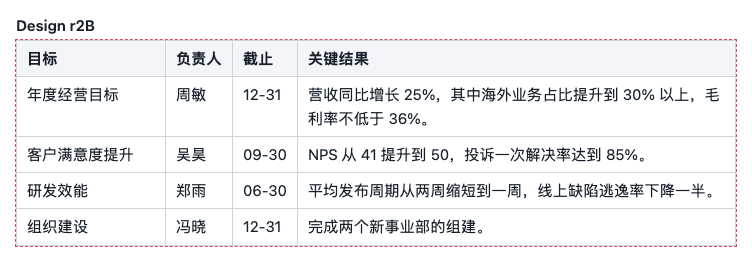 Design r2B
目标 负责人 截止 关键结果
年度经营目标 周敏 12-31 营收同比增长 25%，其中海外业务占比提升到 30% 以上，毛
利率不低于 36%。
客户满意度提升 吴昊 09-30 NPS 从 41 提升到 50，投诉一次解决率达到 85%。
研发效能 郑雨 06-30 平均发布周期从两周缩短到一周，线上缺陷逃逸率下降一半。
组织建设 冯晓 12-31 完成两个新事业部的组建。